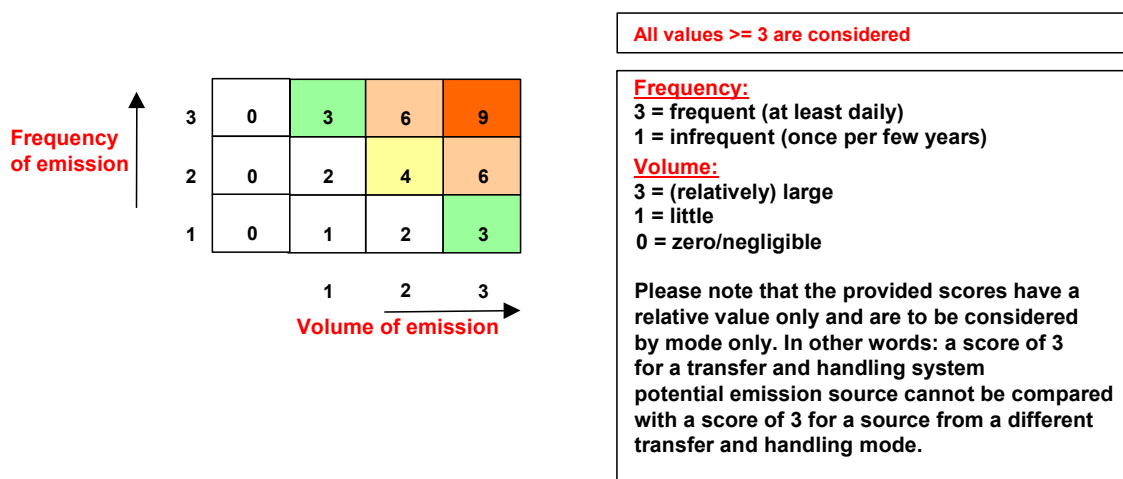 All values >= 3 are considered
Frequency
of emission
3 0 3 6 9
2 0 2 4 6
1 0 1 2 3
1 2 3
Volume of emission
Frequency:
3 = frequent (at least daily)
1 = infrequent (once per few years)
Volume:
3 = (relatively) large
1 = little
0 = zero/negligible
Please note that the provided scores have a
relative value only and are to be considered
by mode only. In other words: a score of 3
for a transfer and handling system
potential emission source cannot be compared
with a score of 3 for a source from a different
transfer and handling mode.